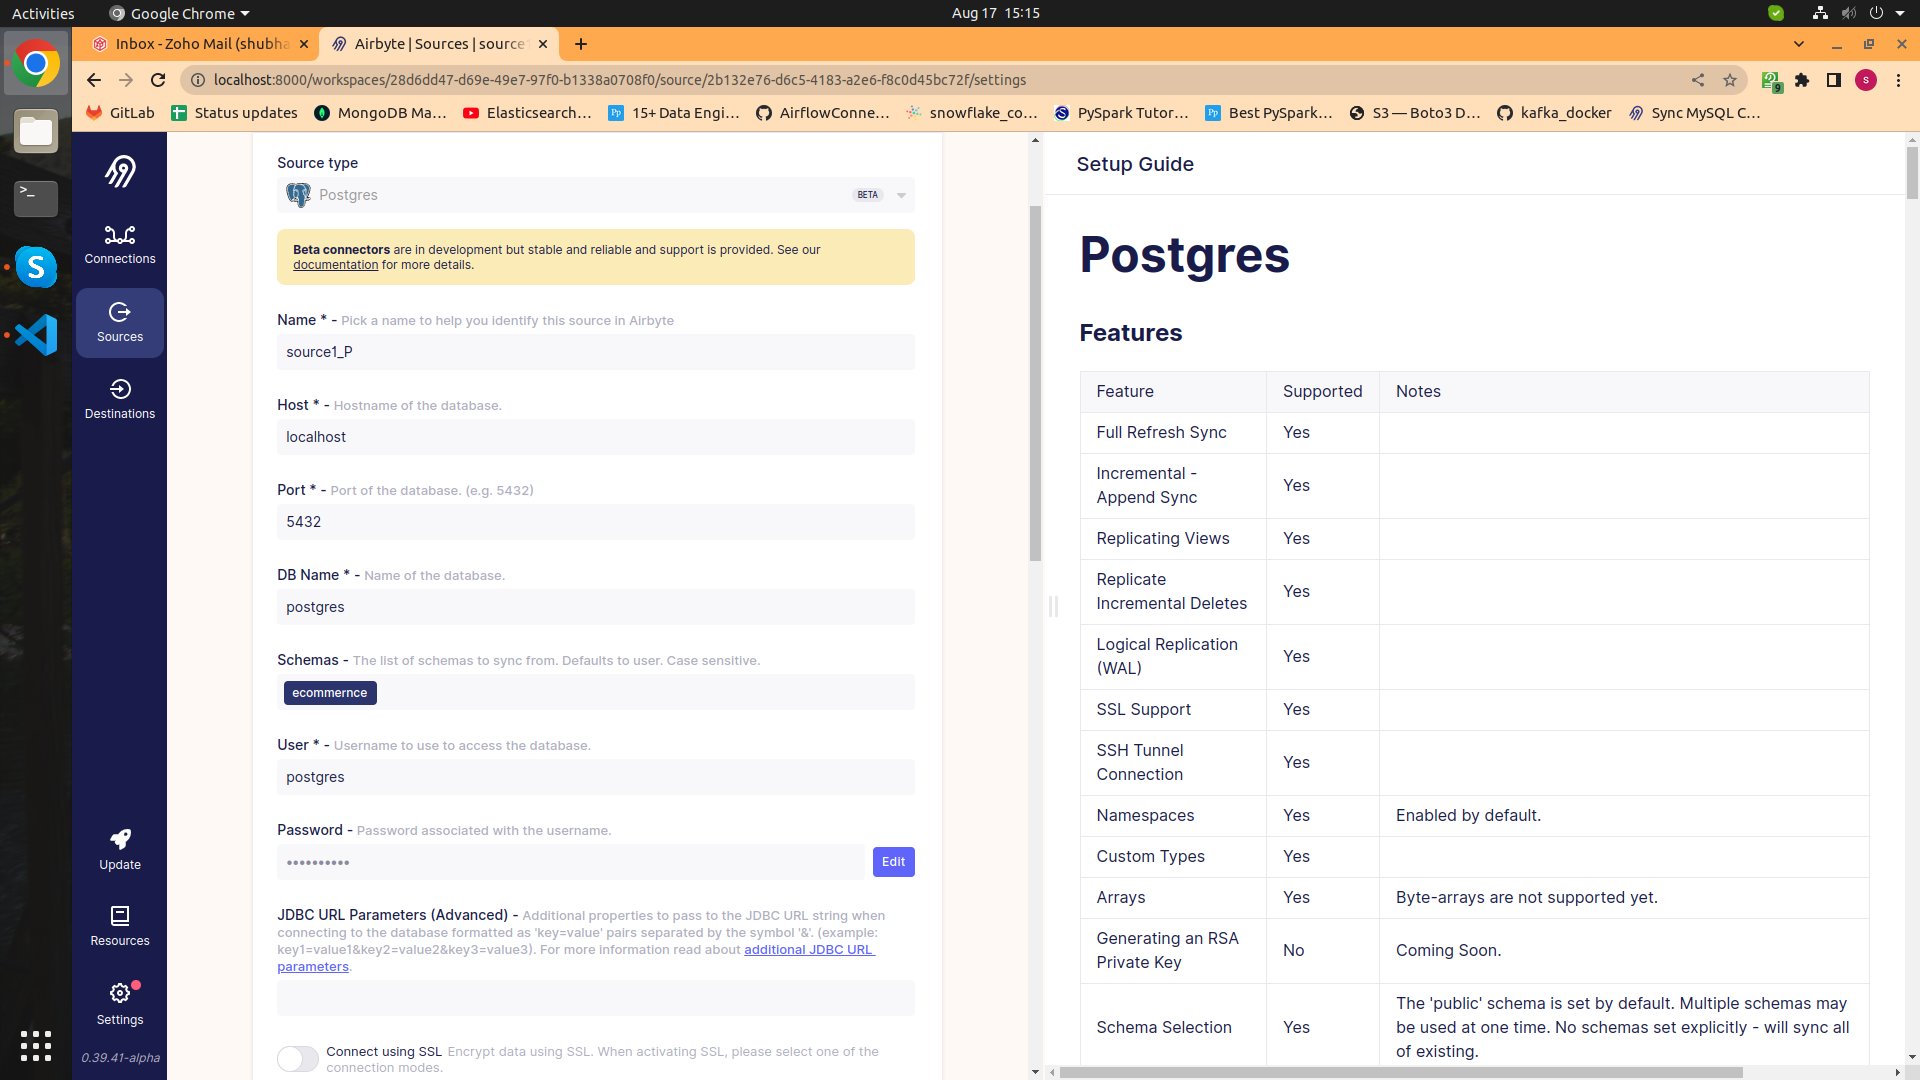 Activities
Google Chrome
Aug 17 15:15
Inbox - Zoho Mail (shubha
Airbyte | Sources | source1
localhost:8000/workspaces/28d6dd47-d69e-49e7-97f0-b1338a0708f0/source/2b132e76-d6c5-4183-a2e6-f8c0d45bc72f/settings
9
s
GitLab
Status updates
MongoDB Ma...
Elasticsearch...
Pp
15+ Data Engi...
AirflowConne...
snowflake_co...
PySpark Tutor...
Pp
Best PySpark...
S3 — Boto3 D...
kafka_docker
Sync MySQL C...
Connections
Sources
Destinations
Update
Resources
Settings
0.39.41-alpha
Source type
Postgres
BETA
Beta connectors are in development but stable and reliable and support is provided. See our
documentation for more details.
Name * - Pick a name to help you identify this source in Airbyte
source1_P
Host * - Hostname of the database.
localhost
Port * - Port of the database. (e.g. 5432)
5432
DB Name * - Name of the database.
postgres
Schemas - The list of schemas to sync from. Defaults to user. Case sensitive.
ecommernce
User * - Username to use to access the database.
postgres
Password - Password associated with the username.
••••••••••
Edit
JDBC URL Parameters (Advanced) - Additional properties to pass to the JDBC URL string when
connecting to the database formatted as 'key=value' pairs separated by the symbol '&'. (example:
key1=value1&key2=value2&key3=value3). For more information read about additional JDBC URL
parameters.
Connect using SSL Encrypt data using SSL. When activating SSL, please select one of the
connection modes.
Setup Guide
Postgres
Features
Feature Supported Notes
Full Refresh Sync Yes
Incremental -
Append Sync
Yes
Replicating Views Yes
Replicate
Incremental Deletes
Yes
Logical Replication
(WAL)
Yes
SSL Support Yes
SSH Tunnel
Connection
Yes
Namespaces Yes Enabled by default.
Custom Types Yes
Arrays Yes Byte-arrays are not supported yet.
Generating an RSA
Private Key
No Coming Soon.
Schema Selection Yes
The 'public' schema is set by default. Multiple schemas may
be used at one time. No schemas set explicitly - will sync all
of existing.